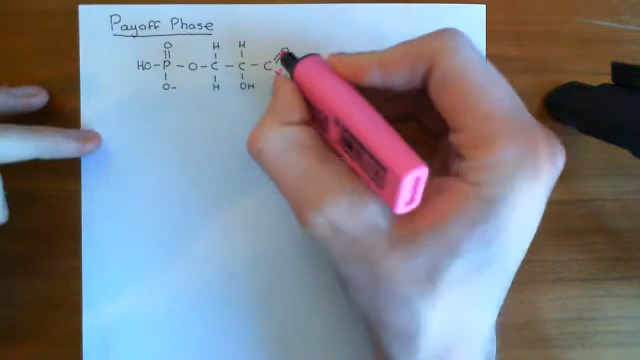 Payoff Phase
O H H O
HO-P-O-C-C-C
O- H OH